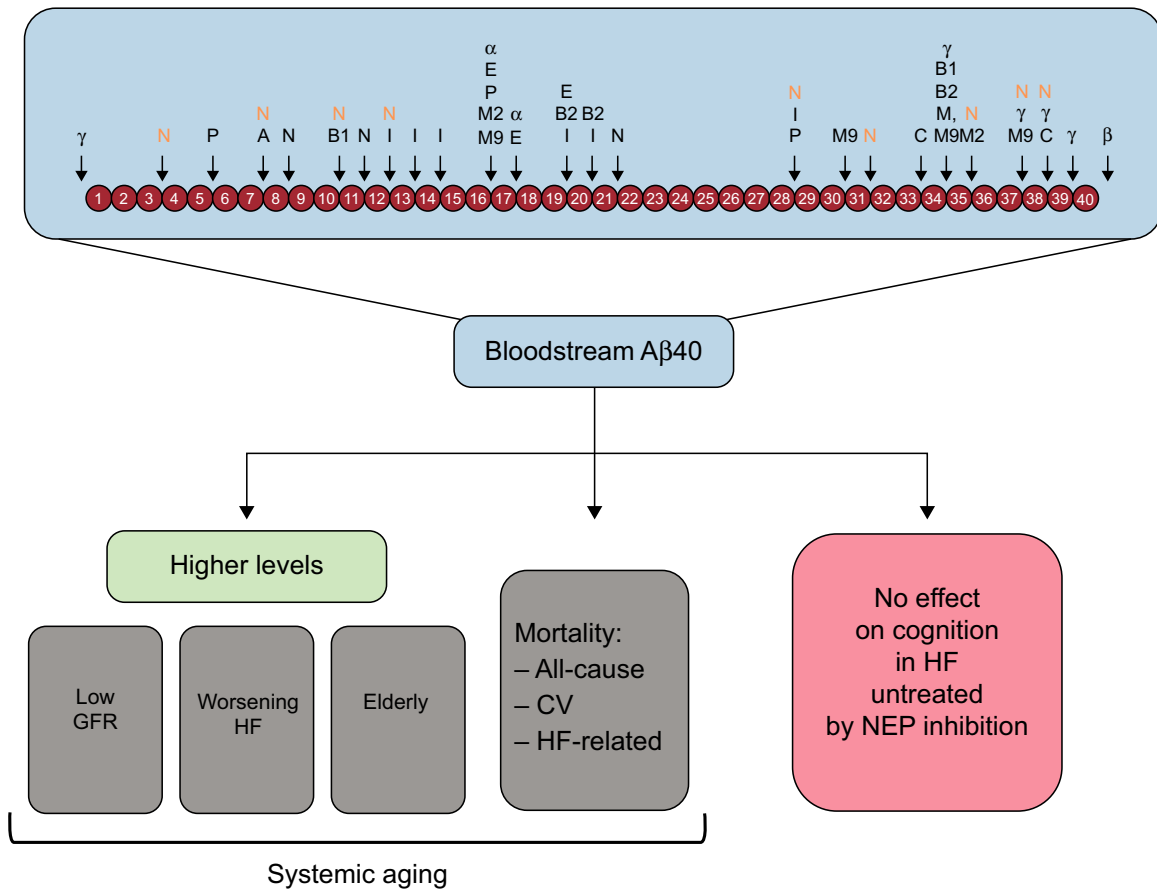 α
E γ
P E B1 N
M2 α B2 B2 I B2 N N
N N N M9 E I I N P M9 N C M, N γ γ
γ N P A N B1 N I I I M9 M2 M9 C γ β
1 2 3 4 5 6 7 8 9 10 11 12 13 14 15 16 17 18 19 20 21 22 23 24 25 26 27 28 29 30 31 32 33 34 35 36 37 38 39 40
Bloodstream Aβ40
Higher levels
Low
GFR
Worsening
HF
Elderly
Mortality:
– All-cause
– CV
– HF-related
No effect
on cognition
in HF
untreated
by NEP inhibition
Systemic aging